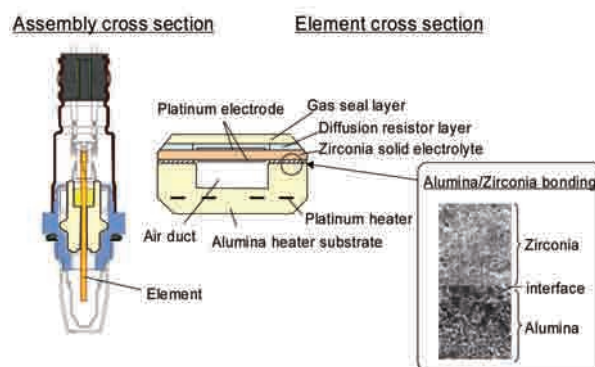 Assembly cross section
Element cross section
Platinum electrode
Gas seal layer
Diffusion resistor layer
Zirconia solid electrolyte
Alumina/Zirconia bonding
Platinum heater
Air duct
Alumina heater substrate
Element
Zirconia
interface
Alumina